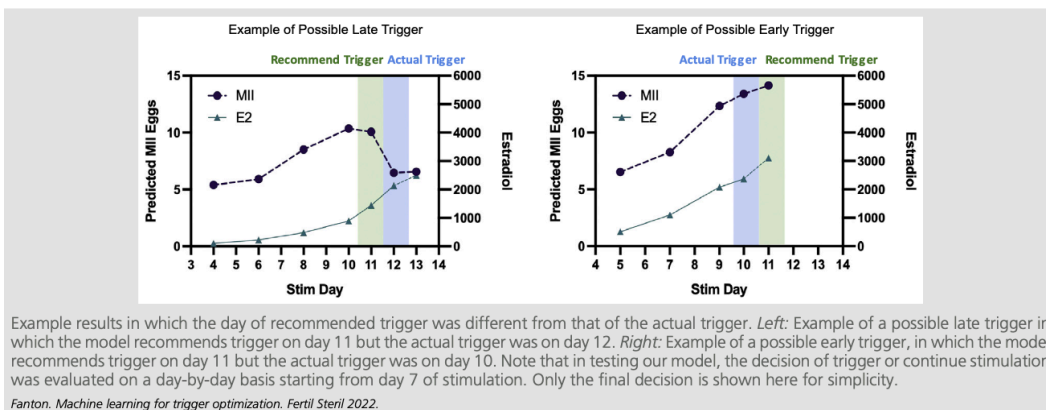 Example of Possible Late Trigger
Recommend Trigger Actual Trigger
15
10
5
0
Predicted MII Eggs
MII
E2
6000
5000
4000
3000
2000
1000
0
Estradiol
3 4 5 6 7 8 9 10 11 12 13 14
Stim Day
Example of Possible Early Trigger
Actual Trigger Recommend Trigger
15
10
5
0
Predicted MII Eggs
MII
E2
6000
5000
4000
3000
2000
1000
0
Estradiol
4 5 6 7 8 9 10 11 12 13 14
Stim Day
Example results in which the day of recommended trigger was different from that of the actual trigger. Left: Example of a possible late trigger in
which the model recommends trigger on day 11 but the actual trigger was on day 12. Right: Example of a possible early trigger, in which the mode
recommends trigger on day 11 but the actual trigger was on day 10. Note that in testing our model, the decision of trigger or continue stimulation
was evaluated on a day-by-day basis starting from day 7 of stimulation. Only the final decision is shown here for simplicity.
Fanton. Machine learning for trigger optimization. Fertil Steril 2022.